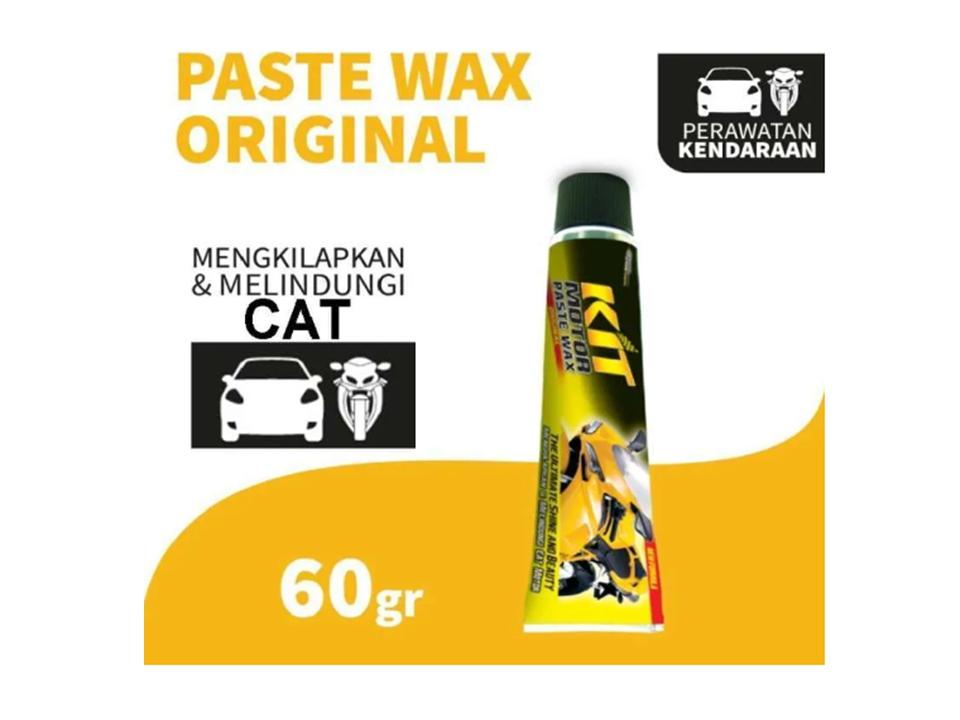 PASTE WAX
ORIGINAL
PERAWATAN
KENDARAAN
MENGKILAPKAN
& MELINDUNGI
CAT
KIT
MOTOR
PASTE WAX
THE ULTIMATE SHINE AND BEAUTY
60gr